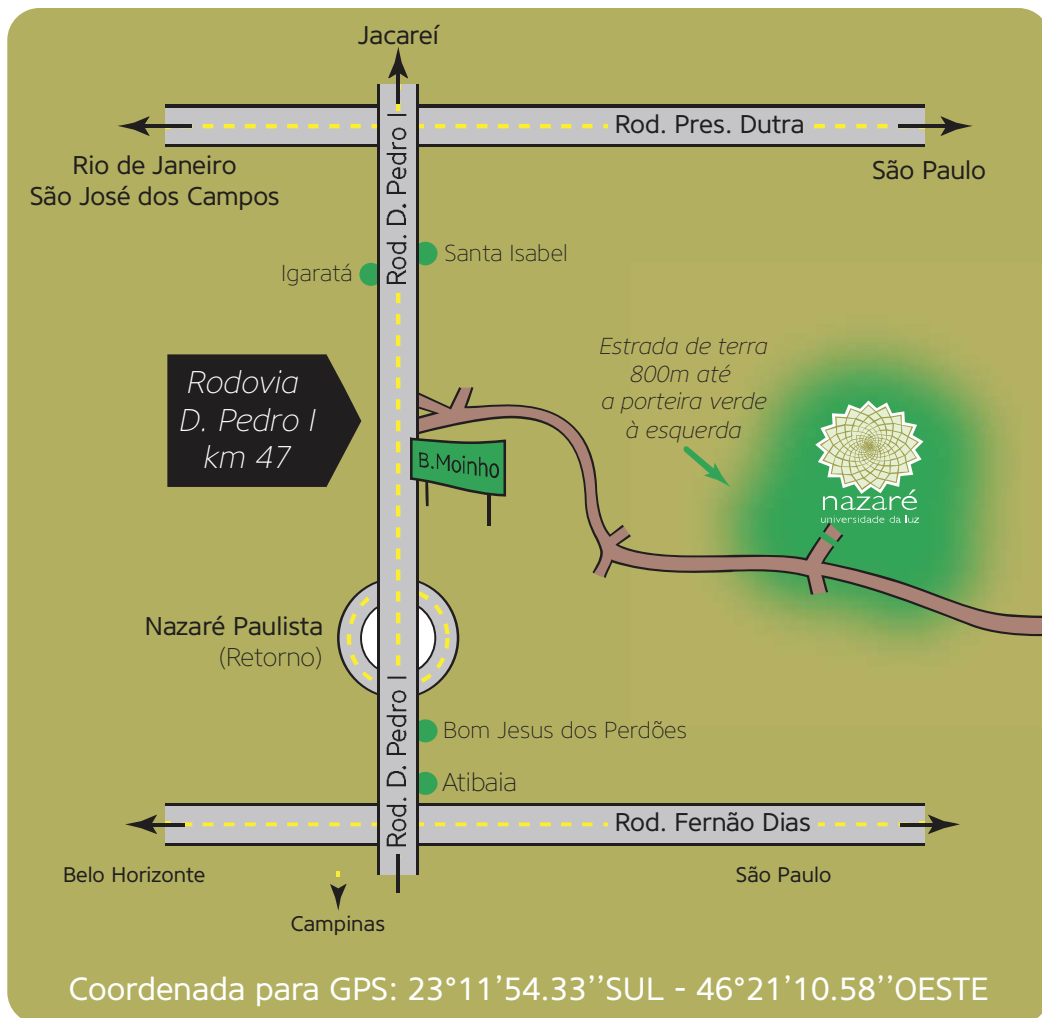 Jacareí
Rod. D. Pedro I
Rod. Pres. Dutra
Rio de Janeiro
São José dos Campos
São Paulo
Santa Isabel
Igaratá
Rodovia
D. Pedro I
km 47
B.Moinho
Estrada de terra
800m até
a porteira verde
à esquerda
nazaré
universidade da luz
Nazaré Paulista
(Retorno)
Rod. D. Pedro I
Bom Jesus dos Perdões
Atibaia
Rod. Fernão Dias
Belo Horizonte
São Paulo
Campinas
Coordenada para GPS: 23°11’54.33’’SUL - 46°21’10.58’’OESTE